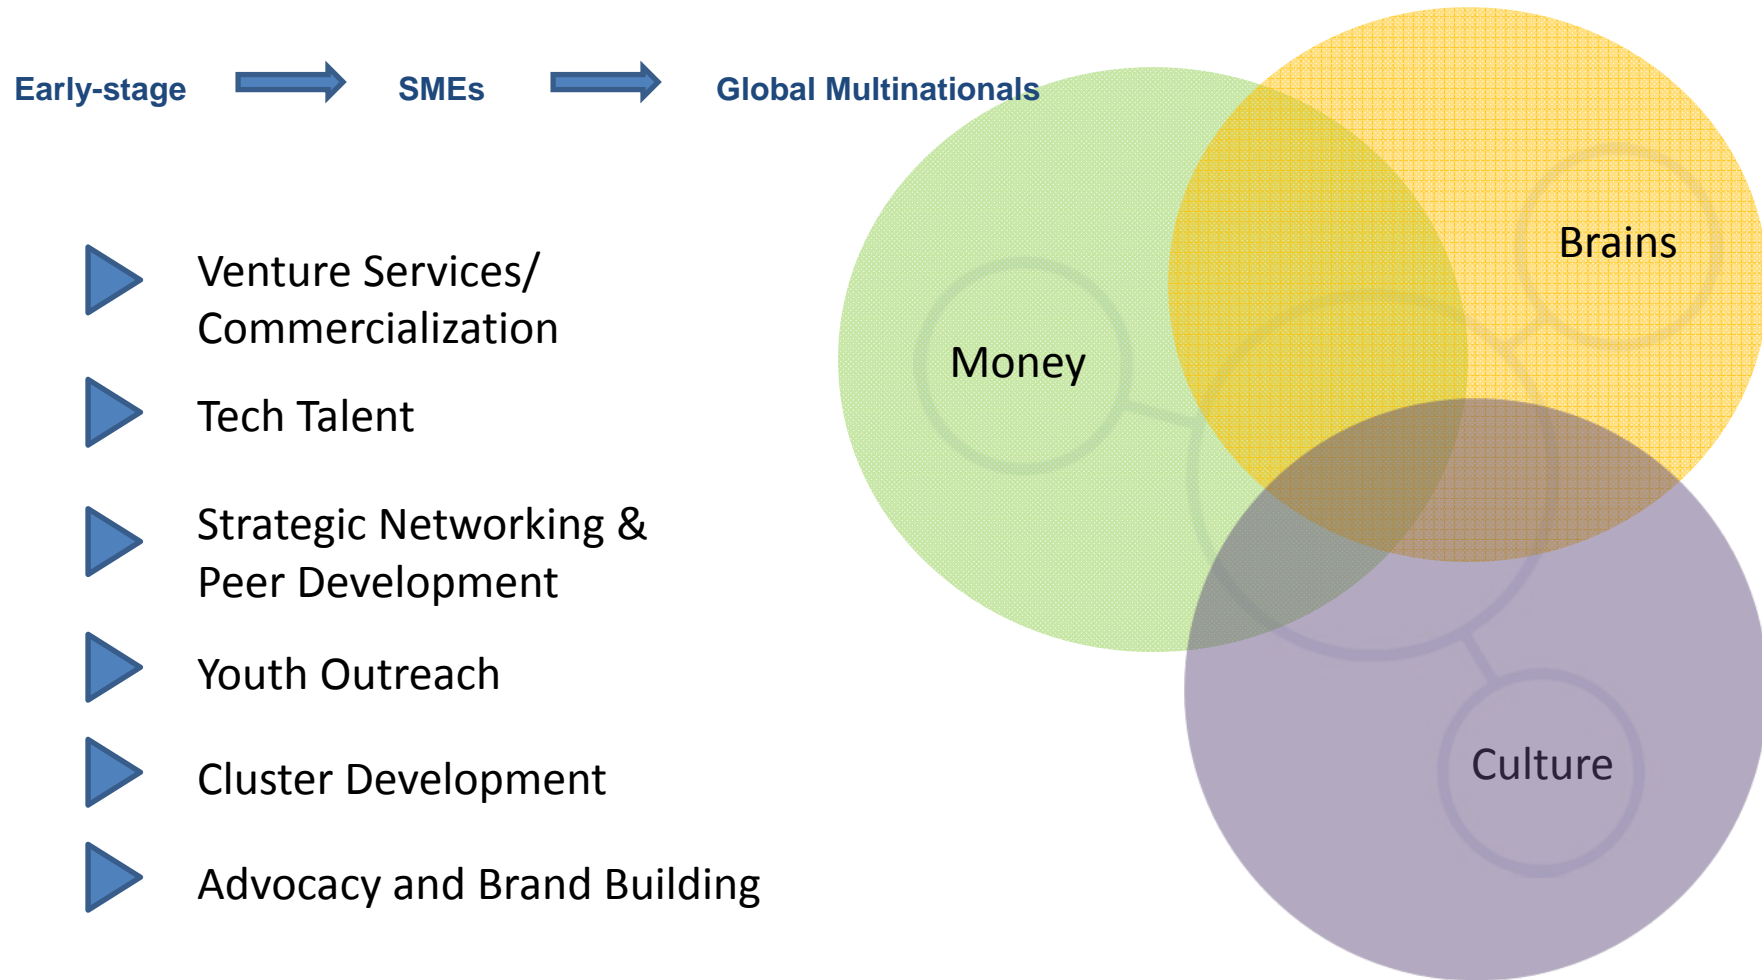 Early-stage
SMEs
Global Multinationals
Venture Services/
Commercialization
Tech Talent
Strategic Networking &
Peer Development
Youth Outreach
Cluster Development
Advocacy and Brand Building
Brains
Money
Culture